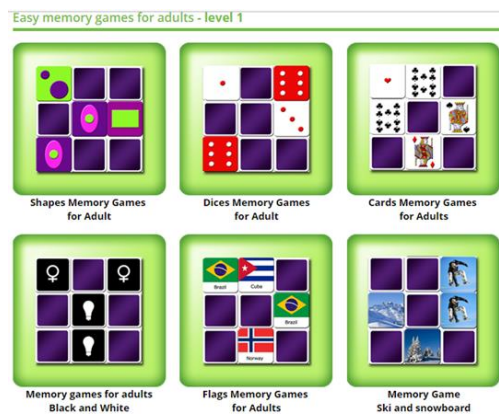 Easy memory games for adults - level 1
Shapes Memory Games
for Adult
Dices Memory Games
for Adult
Cards Memory Games
for Adults
Brazil
Cuba
Brazil
Norway
Memory games for adults
Black and White
Flags Memory Games
for Adults
Memory Game
Ski and snowboard